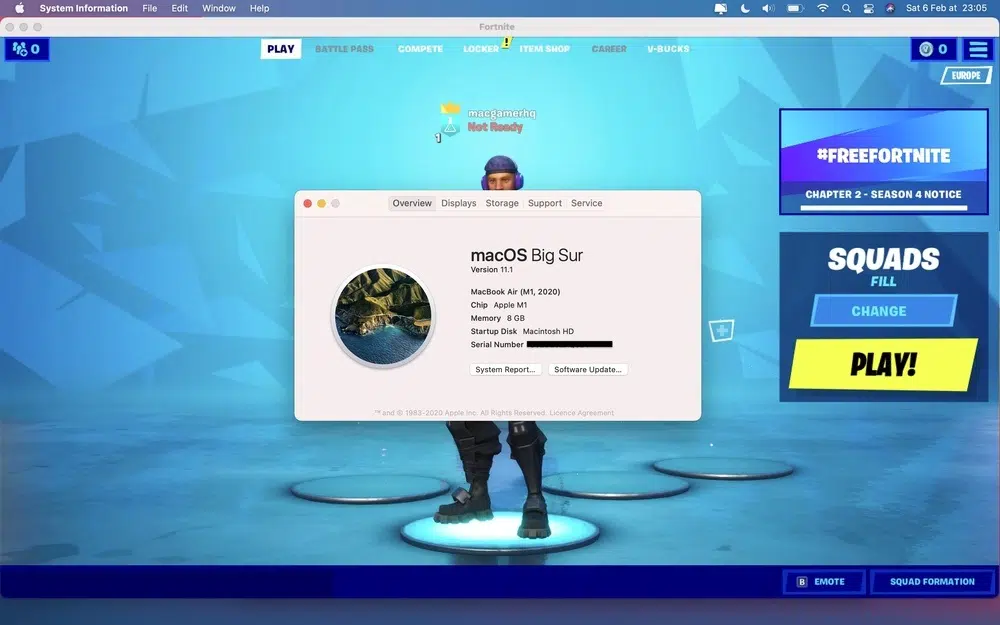 System Information File Edit Window Help Sat 6 Feb at 23:05
Fortnite
0 PLAY BATTLE PASS COMPETE LOCKER ! ITEM SHOP CAREER V-BUCKS 0
EUROPE
macgamerhq
Not Ready
1
#FREEFORTNITE
CHAPTER 2 - SEASON 4 NOTICE
Overview Displays Storage Support Service
macOS Big Sur
Version 11.1
MacBook Air (M1, 2020)
Chip Apple M1
Memory 8 GB
Startup Disk Macintosh HD
Serial Number
System Report... Software Update...
™ and © 1983-2020 Apple Inc. All Rights Reserved. Licence Agreement
SQUADS
FILL
CHANGE
PLAY!
B EMOTE SQUAD FORMATION